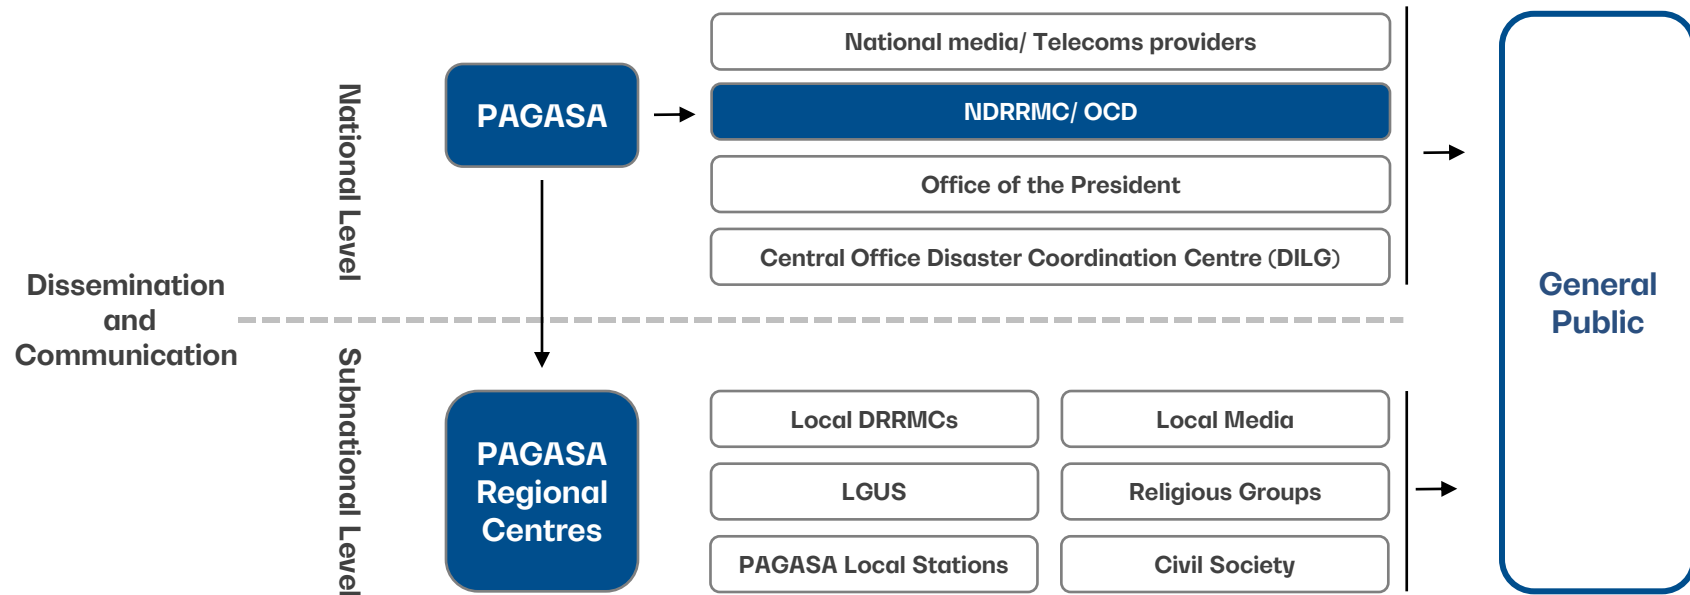 Dissemination
and
Communication
National Level
PAGASA
National media/ Telecoms providers
NDRRMC/ OCD
Office of the President
Central Office Disaster Coordination Centre (DILG)
Subnational Level
PAGASA
Regional
Centres
Local DRRMCs
Local Media
LGUS
Religious Groups
PAGASA Local Stations
Civil Society
General
Public